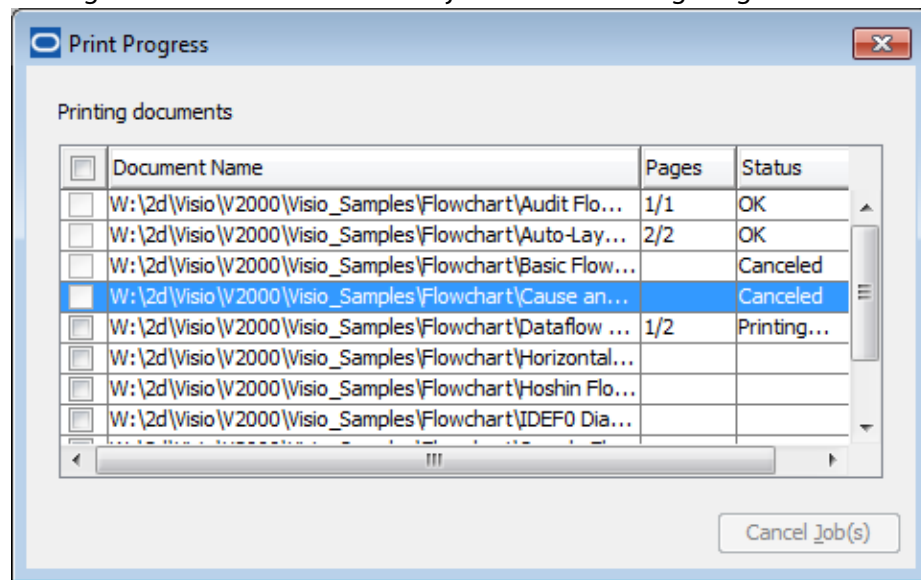 Print Progress
Printing documents
Document Name Pages Status
W:\2d\Visio\V2000\Visio_Samples\Flowchart\Audit Flo... 1/1 OK
W:\2d\Visio\V2000\Visio_Samples\Flowchart\Auto-Lay... 2/2 OK
W:\2d\Visio\V2000\Visio_Samples\Flowchart\Basic Flow... Canceled
W:\2d\Visio\V2000\Visio_Samples\Flowchart\Cause an... Canceled
W:\2d\Visio\V2000\Visio_Samples\Flowchart\Dataflow ... 1/2 Printing...
W:\2d\Visio\V2000\Visio_Samples\Flowchart\Horizontal...
W:\2d\Visio\V2000\Visio_Samples\Flowchart\Hoshin Flo...
W:\2d\Visio\V2000\Visio_Samples\Flowchart\IDEF0 Dia...
Cancel Job(s)